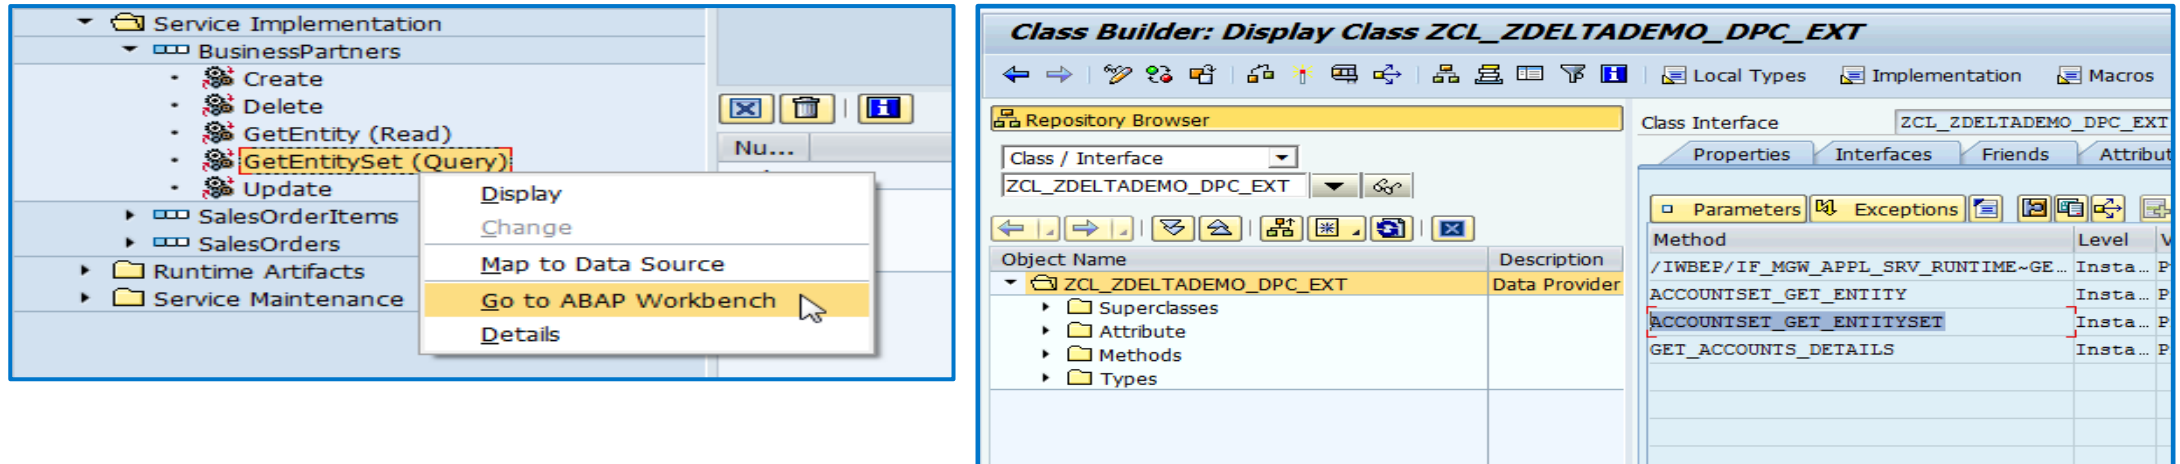 Service Implementation
BusinessPartners
Create
Delete
GetEntity (Read)
GetEntitySet (Query)
Update
SalesOrderItems
SalesOrders
Runtime Artifacts
Service Maintenance
Nu...
Display
Change
Map to Data Source
Go to ABAP Workbench
Details
Class Builder: Display Class ZCL_ZDELTADEMO_DPC_EXT
Local Types Implementation Macros
Repository Browser
Class / Interface
ZCL_ZDELTADEMO_DPC_EXT
Object Name Description
ZCL_ZDELTADEMO_DPC_EXT Data Provider
Superclasses
Attribute
Methods
Types
Class Interface ZCL_ZDELTADEMO_DPC_EXT
Properties Interfaces Friends Attribut
Parameters Exceptions
Method Level V
/IWBEP/IF_MGW_APPL_SRV_RUNTIME~GE… Insta… P
ACCOUNTSET_GET_ENTITY Insta… P
ACCOUNTSET_GET_ENTITYSET Insta… P
GET_ACCOUNTS_DETAILS Insta… P